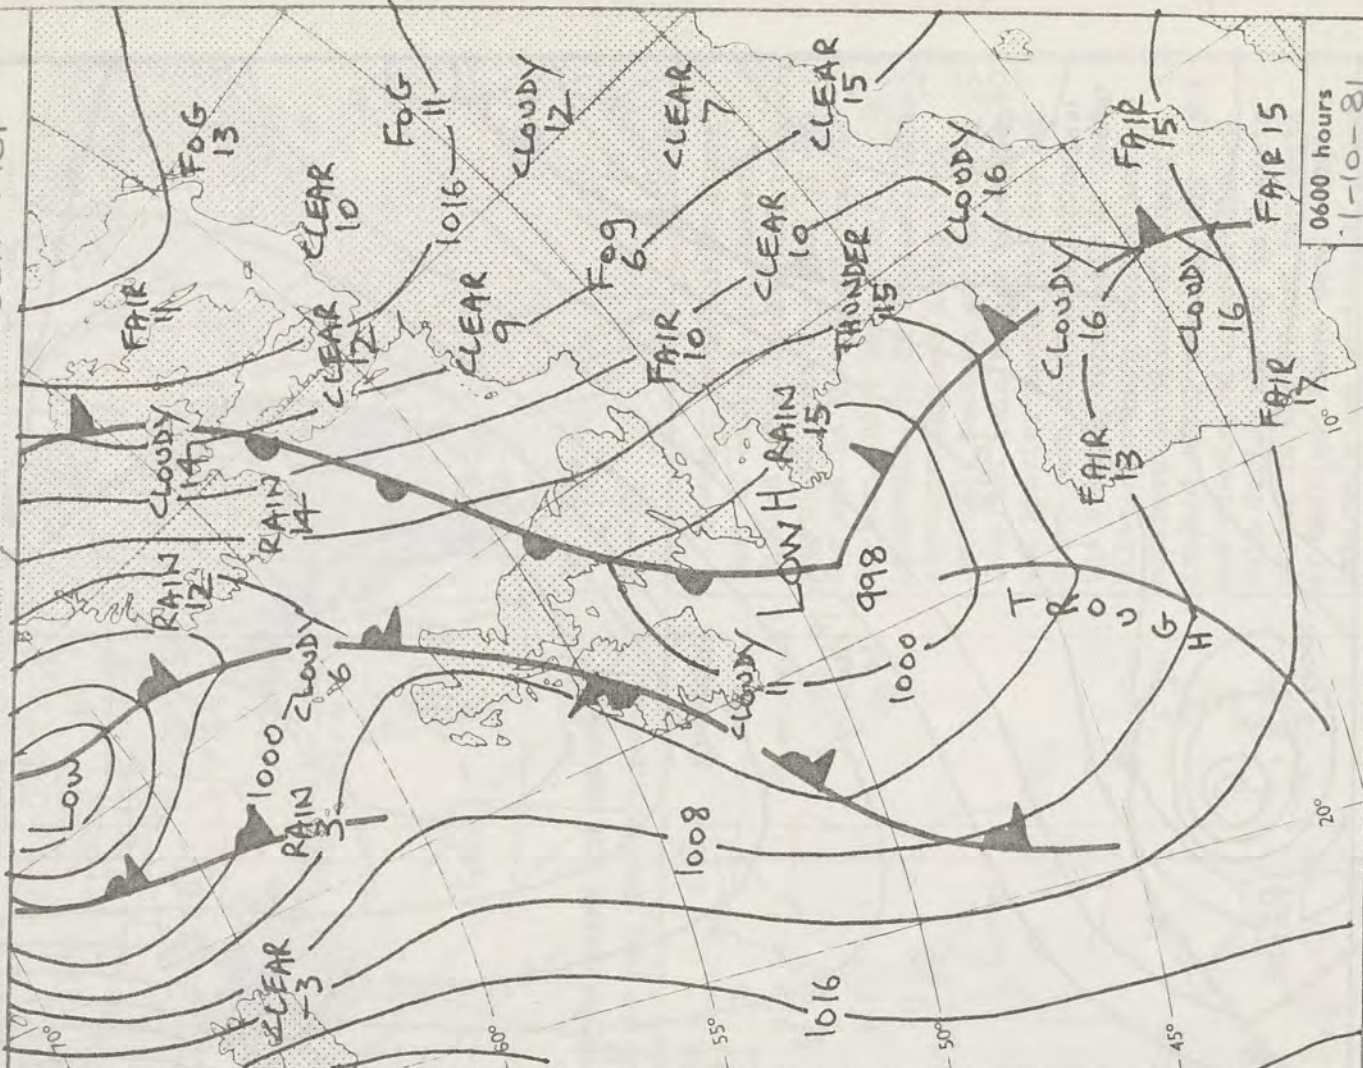 LOW
1000
RAIN
3
CLEAR
-3
RAIN
12
CLOUDY
14
RAIN
14
CLOUDY
6
FAIR
11
FOG
13
CLEAR
10
CLEAR
12
FOG
11
1016
CLOUDY
12
CLEAR
9
FOg
6
CLEAR
7
FAIR
10
CLEAR
10
CLEAR
15
RAIN
15
THUNDER
15
LOW H
998
CLOUDY
11
1000
1008
1016
TROUGH
CLOUDY
16
CLOUDY
16
CLOUDY
16
FAIR
15
FAIR 15
FAIR
13
FAIR
17
70°
60°
55°
50°
45°
20°
10°
0600 hours
1-10-81